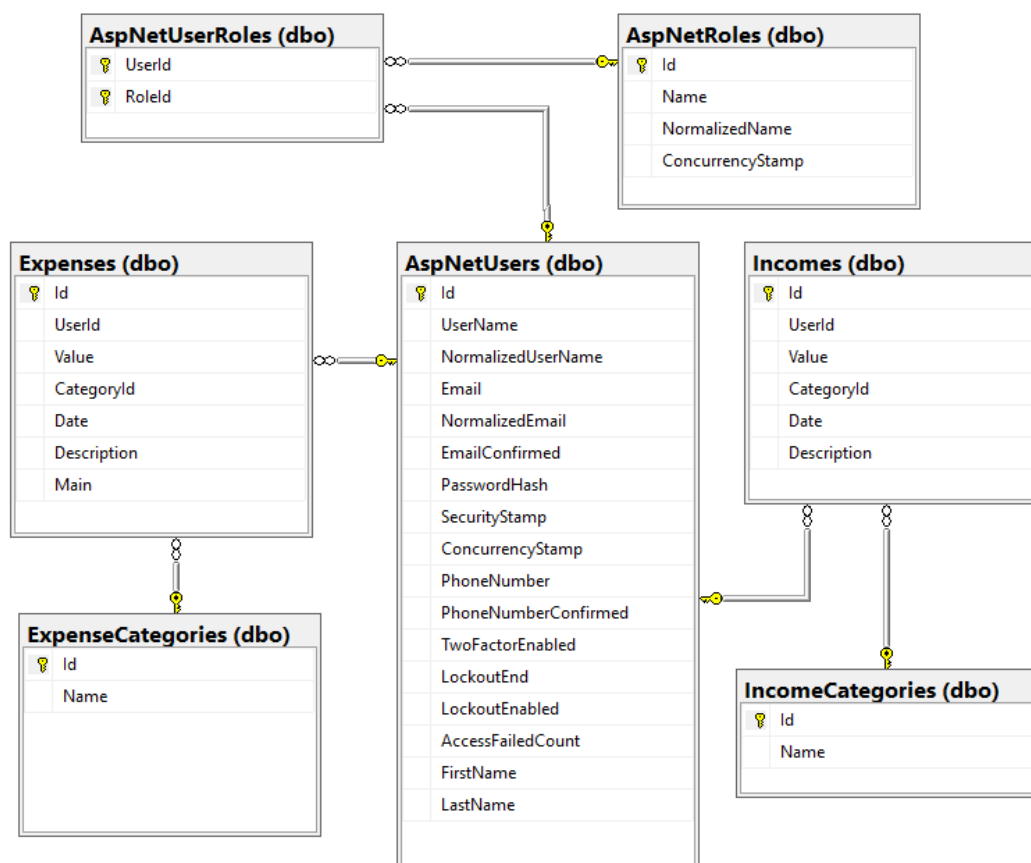 AspNetUserRoles (dbo)
UserId
RoleId
AspNetRoles (dbo)
Id
Name
NormalizedName
ConcurrencyStamp
Expenses (dbo)
Id
UserId
Value
CategoryId
Date
Description
Main
AspNetUsers (dbo)
Id
UserName
NormalizedUserName
Email
NormalizedEmail
EmailConfirmed
PasswordHash
SecurityStamp
ConcurrencyStamp
PhoneNumber
PhoneNumberConfirmed
TwoFactorEnabled
LockoutEnd
LockoutEnabled
AccessFailedCount
FirstName
LastName
Incomes (dbo)
Id
UserId
Value
CategoryId
Date
Description
ExpenseCategories (dbo)
Id
Name
IncomeCategories (dbo)
Id
Name